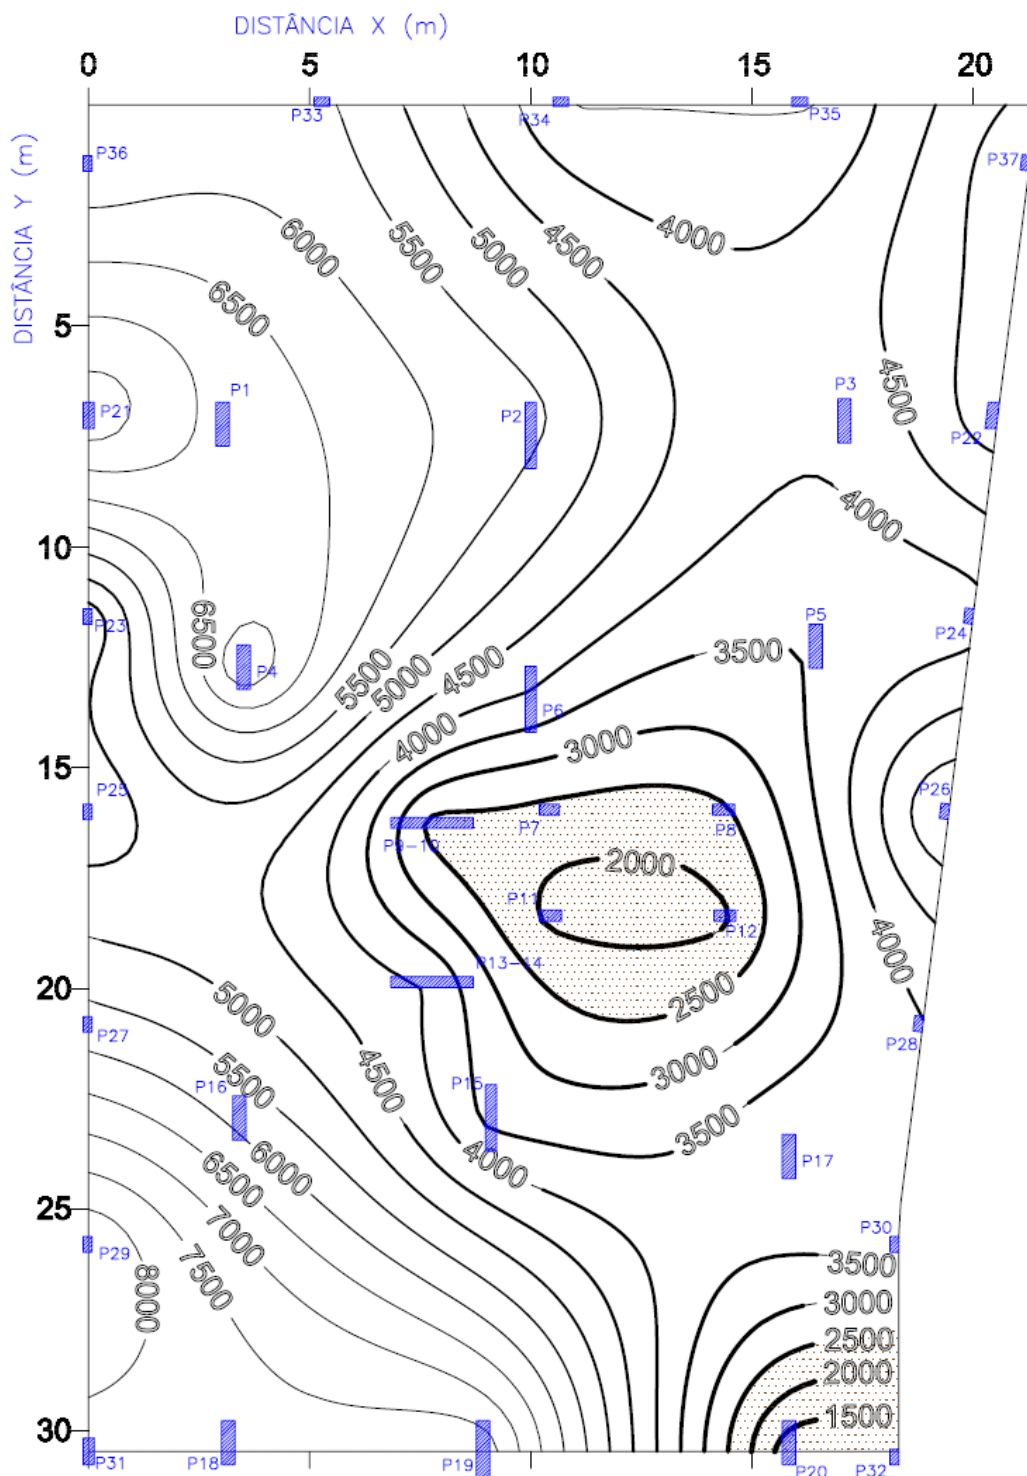 DISTÂNCIA X (m)
0 5 10 15 20
P33 P34 P35
DISTÂNCIA Y (m)
P36 P37
4000
6000 5500 5000 4500
6500
5
P1 P3
P21 P2 4500 P22
4000
10
6500
P23 P5 P24
3500
P4 5500 5000 4500
P6
4000 3000
15
P25 P26
P7 P8
P9-10
2000
P11 P12
4000
P13-14
20
5000 2500
P27 P28
4500 3000
P16 5500 P15
3500
4000
6000 P17
6500
25
7000
P29 P30
8000 7500 3500
3000
2500
2000
1500
30
P31 P18 P19 P20 P32